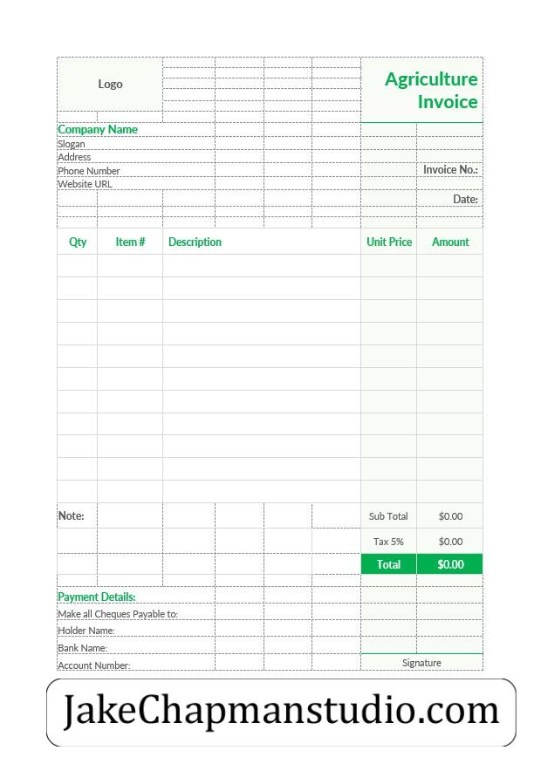 Logo
Agriculture
Invoice
Company Name
Slogan
Address
Phone Number
Invoice No.:
Website URL
Date:
Qty Item # Description Unit Price Amount
Note: Sub Total $0.00
Tax 5% $0.00
Total $0.00
Payment Details:
Make all Cheques Payable to:
Holder Name:
Bank Name:
Account Number:
Signature
JakeChapmanstudio.com